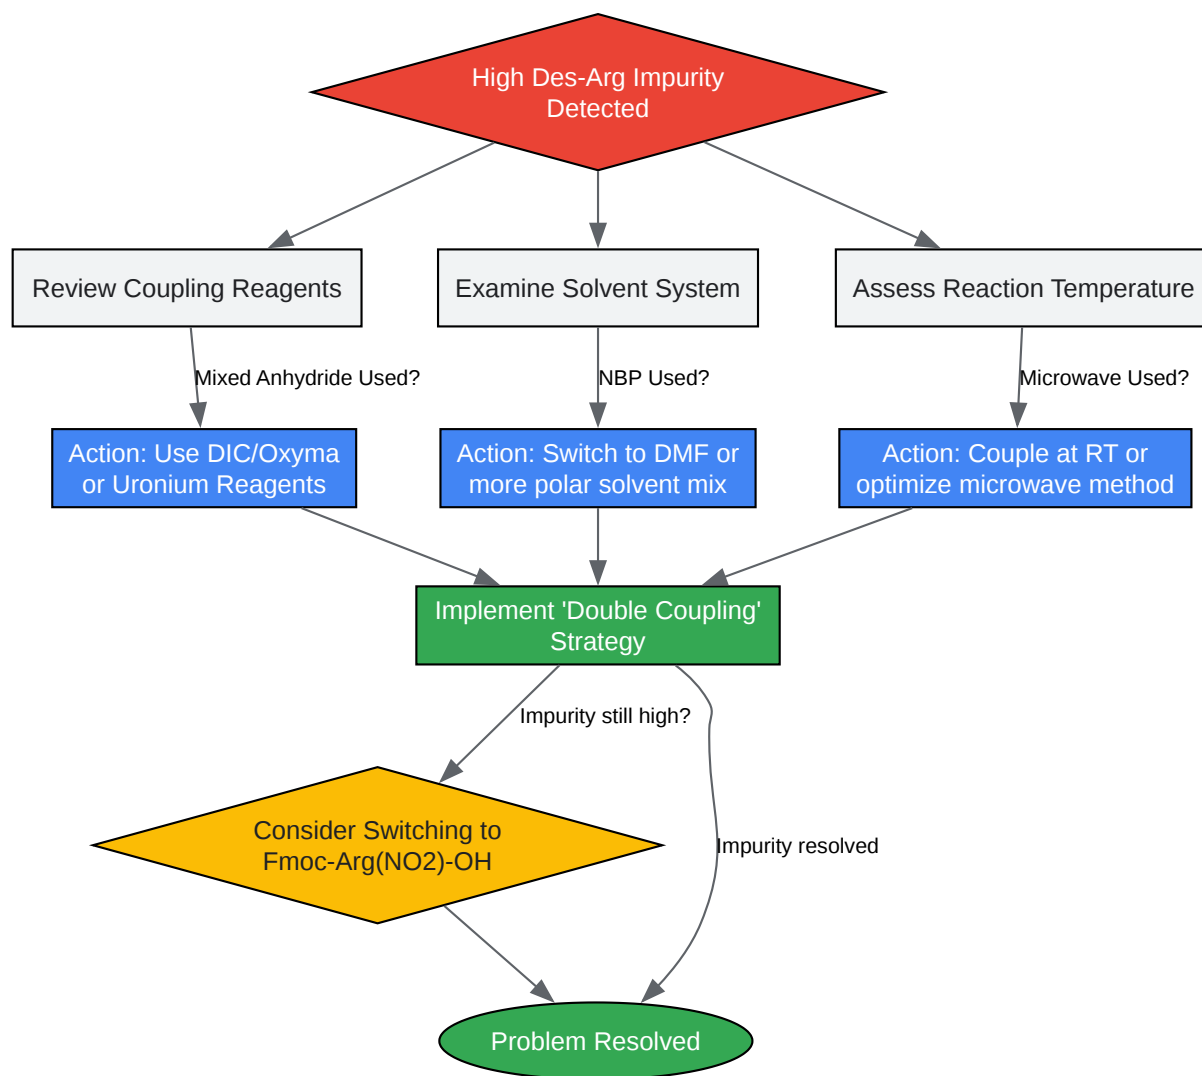 High Des-Arg Impurity
Detected
Review Coupling Reagents
Examine Solvent System
Assess Reaction Temperature
Mixed Anhydride Used?
NBP Used?
Microwave Used?
Action: Use DIC/Oxyma
or Uronium Reagents
Action: Switch to DMF or
more polar solvent mix
Action: Couple at RT or
optimize microwave method
Implement 'Double Coupling'
Strategy
Impurity still high?
Consider Switching to
Fmoc-Arg(NO2)-OH
Impurity resolved
Problem Resolved